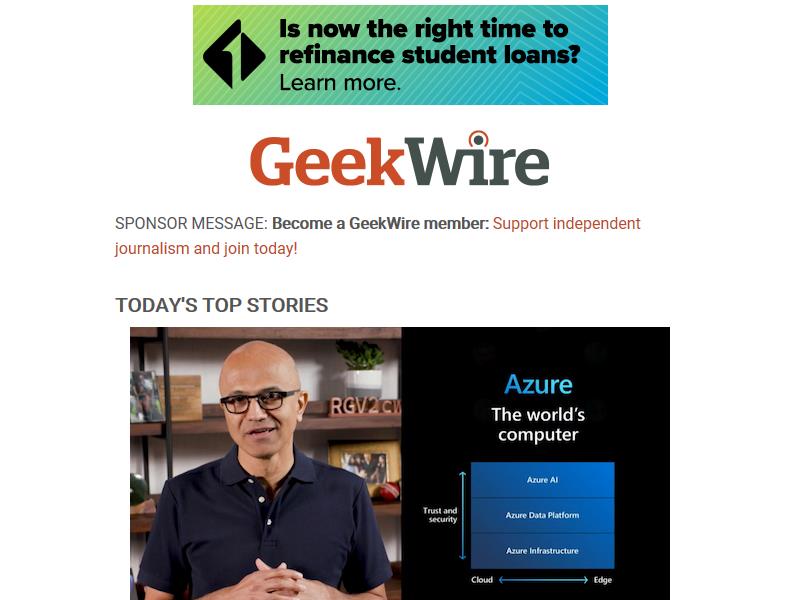 Is now the right time to
refinance student loans?
Learn more.
GeekWire
SPONSOR MESSAGE: Become a GeekWire member: Support independent
journalism and join today!
TODAY'S TOP STORIES
RGV2CW
Azure
The world's
computer
Azure AI
Trust and
security
Azure Data Platform
Azure Infrastructure
Cloud
Edge